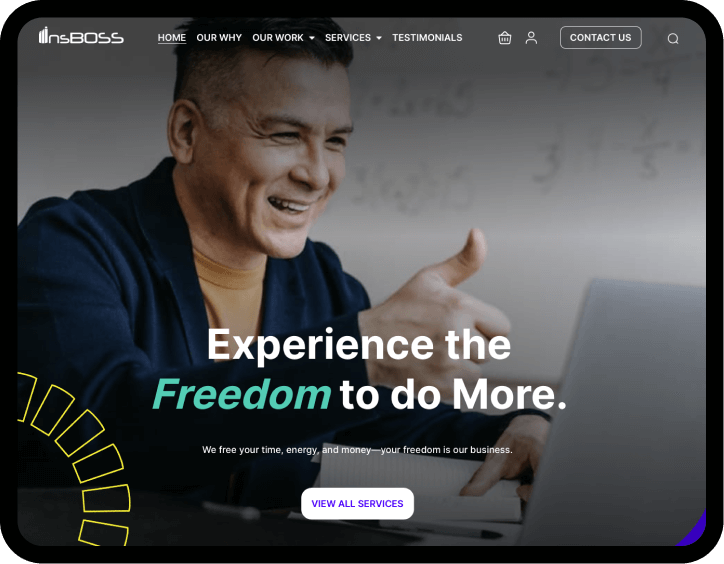 InsBOSS
HOME OUR WHY OUR WORK SERVICES TESTIMONIALS CONTACT US
Experience the
Freedom to do More.
We free your time, energy, and money—your freedom is our business.
VIEW ALL SERVICES